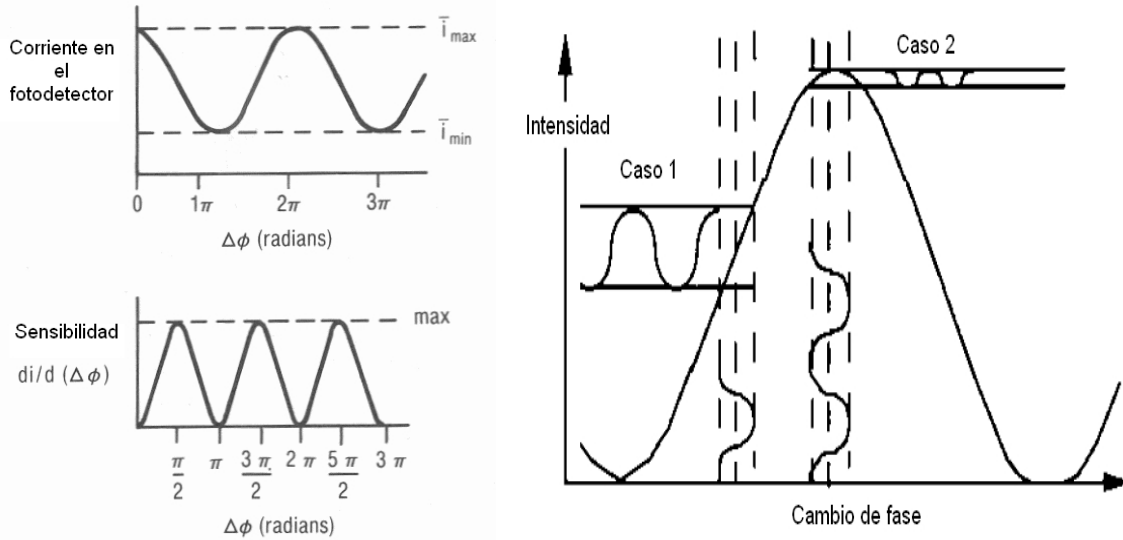 Corriente en
el
fotodetector
i̅max
i̅min
0 1π 2π 3π
Δϕ (radians)
Sensibilidad
di/d (Δϕ)
max
π/2 π 3π/2 2π 5π/2 3π
Δϕ (radians)
Intensidad
Caso 1
Caso 2
Cambio de fase